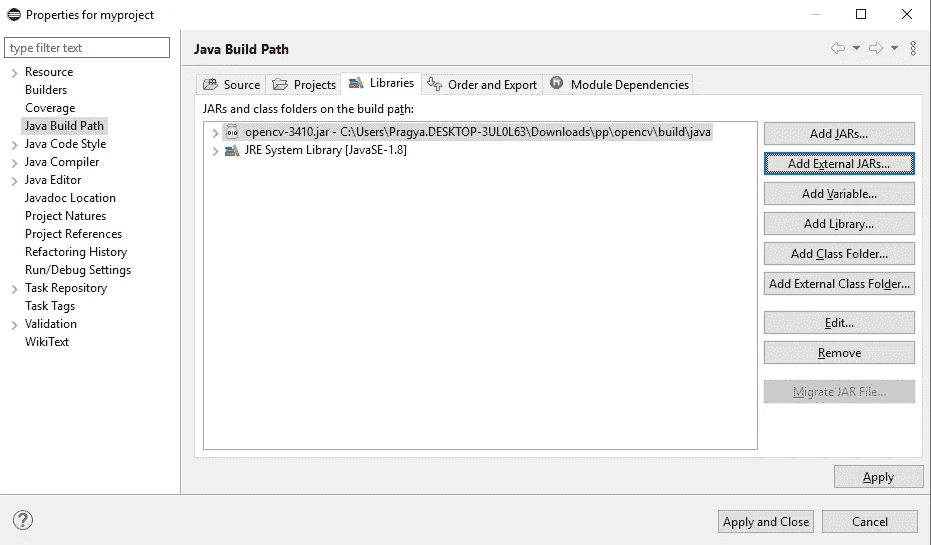 Properties for myproject
type filter text
Resource
Builders
Coverage
Java Build Path
Java Code Style
Java Compiler
Java Editor
Javadoc Location
Project Natures
Project References
Refactoring History
Run/Debug Settings
Task Repository
Task Tags
Validation
WikiText
Java Build Path
Source Projects Libraries Order and Export Module Dependencies
JARs and class folders on the build path:
opencv-3410.jar - C:\Users\Pragya.DESKTOP-3UL0L63\Downloads\pp\opencv\build\java
JRE System Library [JavaSE-1.8]
Add JARs...
Add External JARs...
Add Variable...
Add Library...
Add Class Folder...
Add External Class Folder...
Edit...
Remove
Migrate JAR File...
Apply
Apply and Close Cancel